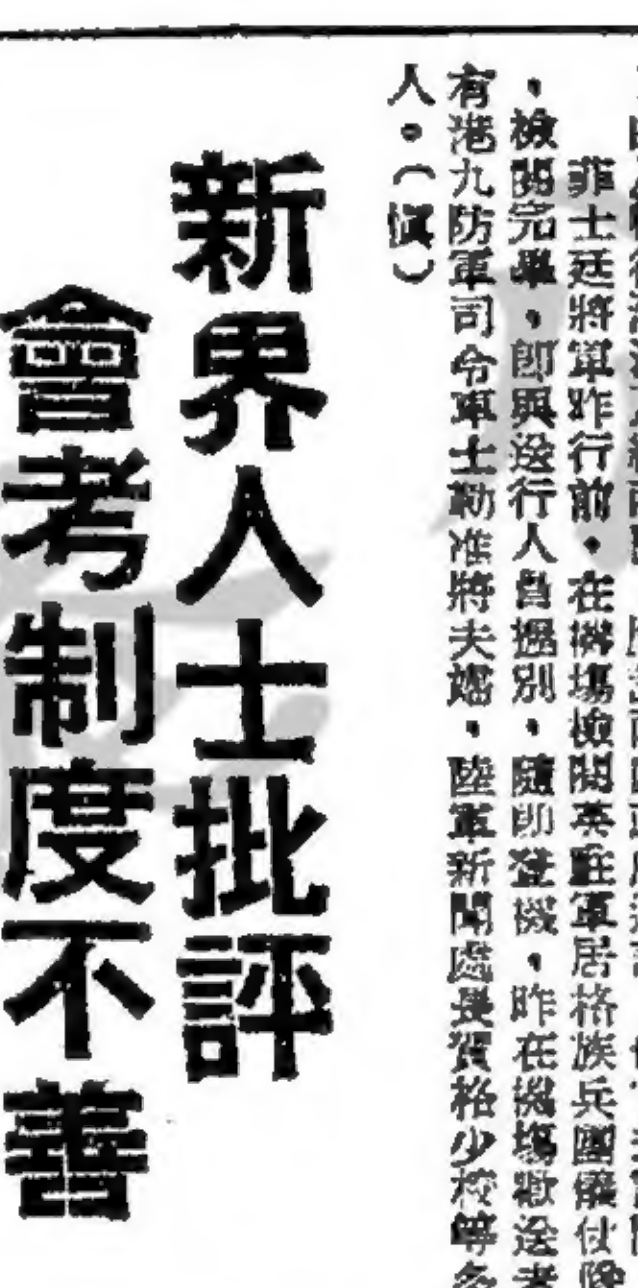 菲士廷將軍昨行前,在機場檢閱英駐軍居格族兵團儀仗隊
,檢閱完畢,即與送行人員握別,隨即登機,昨在機場歡送者
有港九防軍司令車士勒准將夫婦,陸軍新聞處長賀格少校等多
人。(慎)
新界人士批評
會考制度不善